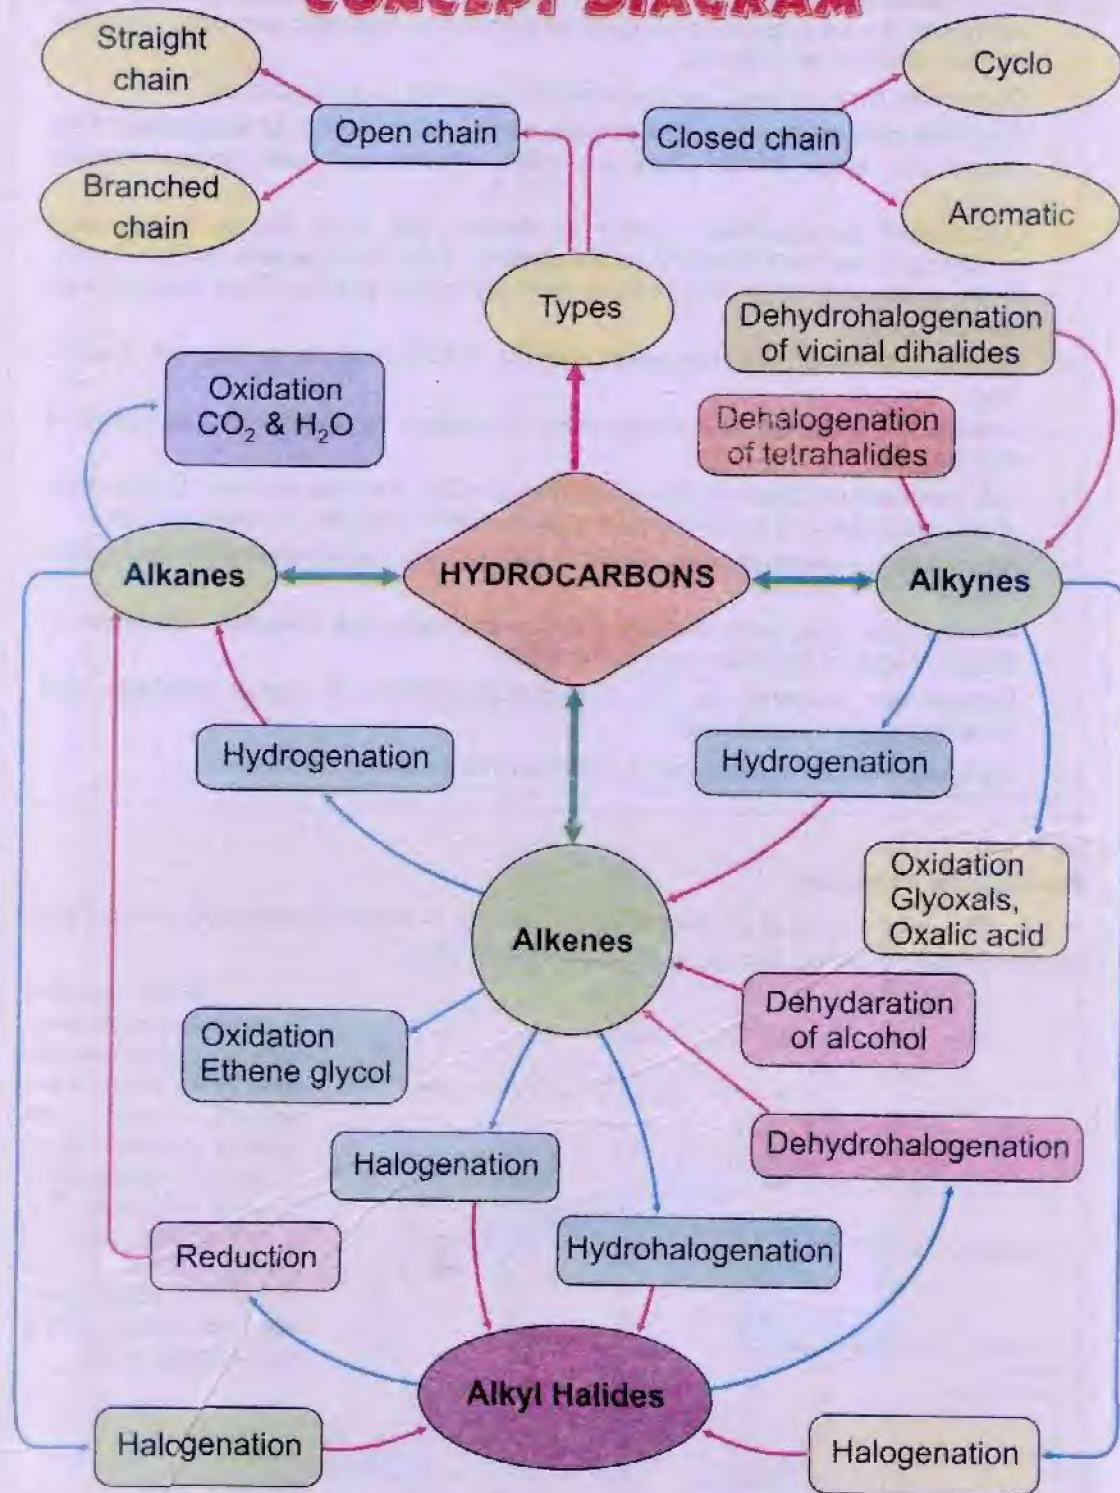 CONCEPT DIAGRAM
Straight
chain
Cyclo
Open chain
Closed chain
Branched
chain
Aromatic
Types
Dehydrohalogenation
of vicinal dihalides
Oxidation
CO₂ & H₂O
Dehalogenation
of tetrahalides
Alkanes
HYDROCARBONS
Alkynes
Hydrogenation
Hydrogenation
Oxidation
Glyoxals,
Oxalic acid
Alkenes
Dehydaration
of alcohol
Oxidation
Ethene glycol
Dehydrohalogenation
Halogenation
Hydrohalogenation
Reduction
Alkyl Halides
Halogenation
Halogenation